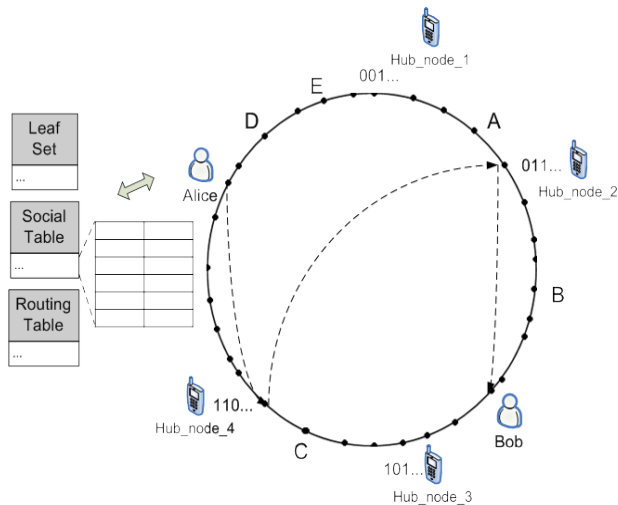 Hub_node_1
001...
E
D
A
Leaf
Set
...
011...
Hub_node_2
Alice
Social
Table
...
B
Routing
Table
...
110...
Hub_node_4
C
Bob
101...
Hub_node_3